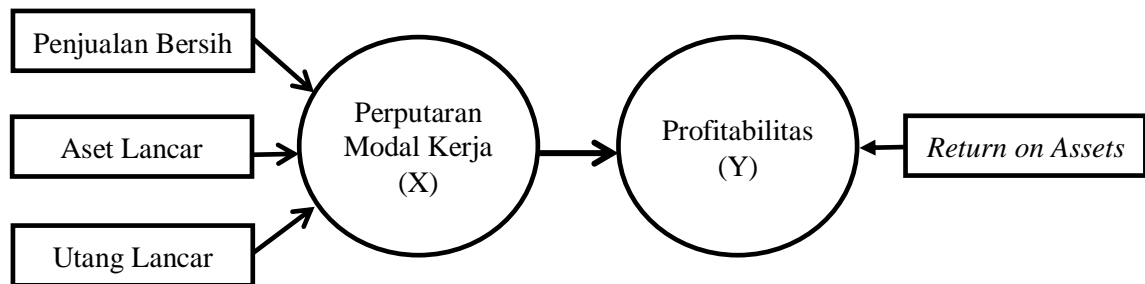 Penjualan Bersih
Aset Lancar
Utang Lancar
Perputaran
Modal Kerja
(X)
Profitabilitas
(Y)
Return on Assets